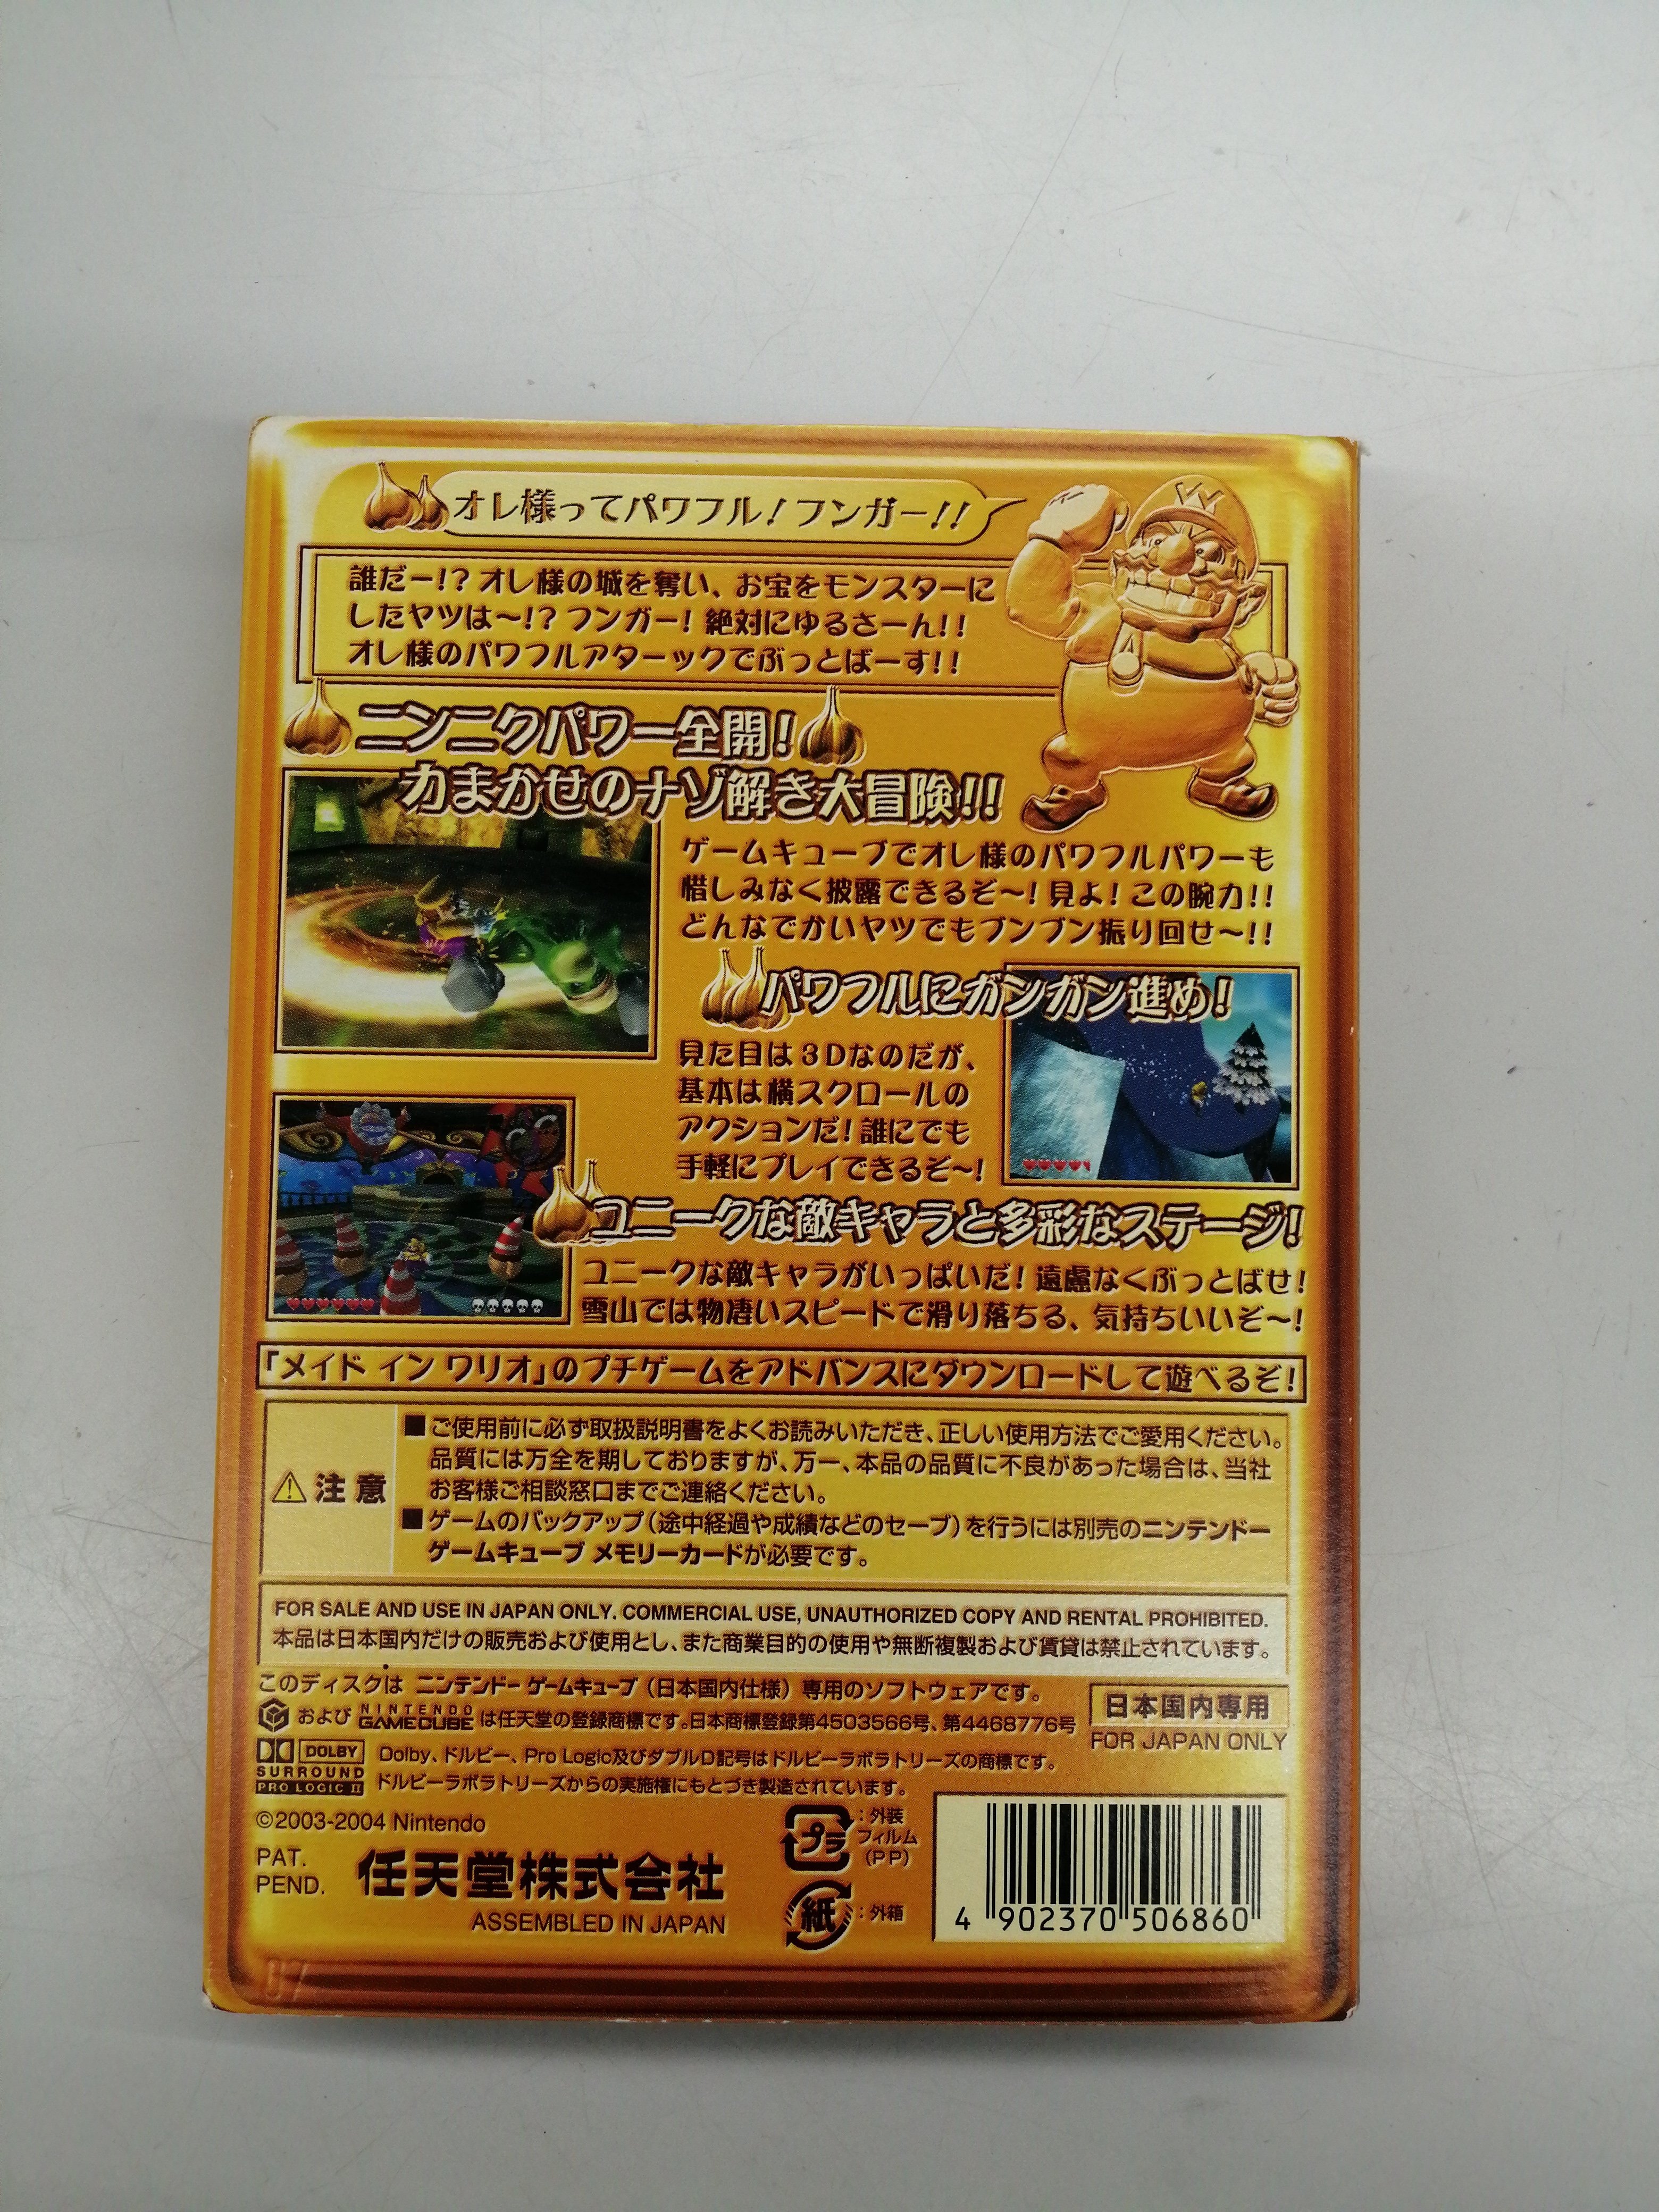 オレ様ってパワフル!フンガー!!
誰だー!?オレ様の城を奪い、お宝をモンスターに
したヤツは〜!?フンガー!絶対にゆるさーん!!
オレ様のパワフルアタークでぶっとばーす!!
ニンニクパワー全開!
力まかせのナゾ解き大冒険!!
ゲームキューブでオレ様のパワフルパワーも
惜しみなく披露できるぞ〜!見よ!この腕力!!
どんなでかいヤツでもブンブン振り回せ〜!!
パワフルにガンガン進め!
見た目は3Dなのだが、
基本は横スクロールの
アクションだ!誰にでも
手軽にプレイできるぞ〜!
ユニークな敵キャラと多彩なステージ!
ユニークな敵キャラがいっぱいだ!遠慮なくぶっとばせ!
雪山では物凄いスピードで滑り落ちる、気持ちいいぞ〜!
「メイド イン ワリオ」のプチゲームをアドバンスにダウンロードして遊べるぞ!
注意
■ご使用前に必ず取扱説明書をよくお読みいただき、正しい使用方法でご愛用ください。
品質には万全を期しておりますが、万一、本品の品質に不良があった場合は、当社
お客様ご相談窓口までご連絡ください。
■ゲームのバックアップ(途中経過や成績などのセーブ)を行うには別売のニンテンドー
ゲームキューブ メモリーカードが必要です。
FOR SALE AND USE IN JAPAN ONLY. COMMERCIAL USE, UNAUTHORIZED COPY AND RENTAL PROHIBITED.
本品は日本国内だけの販売および使用とし、また商業目的の使用や無断複製および賃貸は禁止されています。
このディスクは ニンテンドー ゲームキューブ(日本国内仕様)専用のソフトウェアです。
および NINTENDO GAMECUBE は任天堂の登録商標です。日本商標登録第4503566号、第4468776号
日本国内専用
FOR JAPAN ONLY
DOLBY
SURROUND
PRO LOGIC II
Dolby、ドルビー、Pro Logic及びダブルD記号はドルビーラボラトリーズの商標です。
ドルビーラボラトリーズからの実施権にもとづき製造されています。
©2003-2004 Nintendo
PAT.
PEND.
任天堂株式会社
ASSEMBLED IN JAPAN
プラ:外装
フィルム
(PP)
紙:外箱
4 902370 506860
07